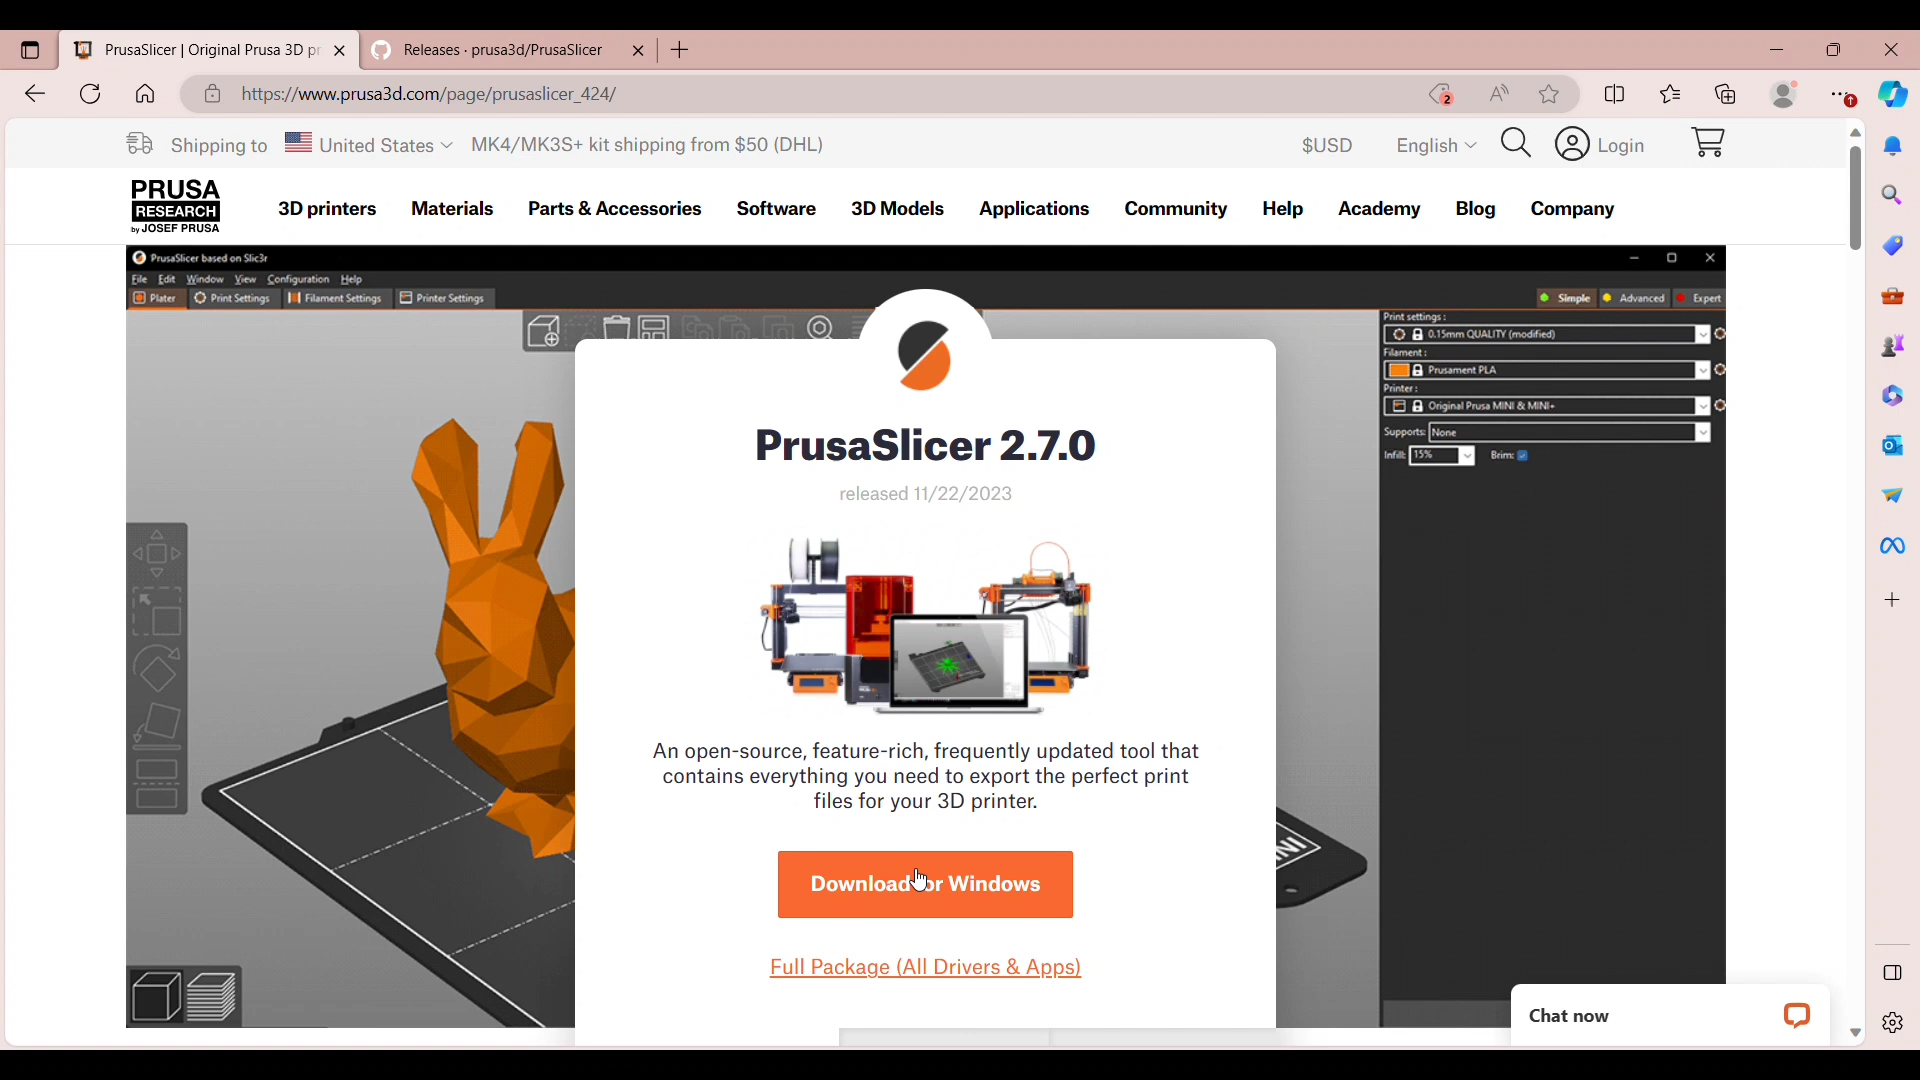 PrusaSlicer | Original Prusa 3D pr
Releases · prusa3d/PrusaSlicer
https://www.prusa3d.com/page/prusaslicer_424/
2
Shipping to
United States
MK4/MK3S+ kit shipping from $50 (DHL)
$USD
English
Login
PRUSA
RESEARCH
by JOSEF PRUSA
3D printers
Materials
Parts & Accessories
Software
3D Models
Applications
Community
Help
Academy
Blog
Company
PrusaSlicer based on Slic3r
File Edit Window View Configuration Help
Plater Print Settings Filament Settings Printer Settings
Simple Advanced Expert
Print settings :
0.15mm QUALITY (modified)
Filament :
Prusament PLA
Printer :
Original Prusa MINI & MINI+
Supports: None
Infill: 15% Brim:
PrusaSlicer 2.7.0
released 11/22/2023
An open-source, feature-rich, frequently updated tool that
contains everything you need to export the perfect print
files for your 3D printer.
Download for Windows
Full Package (All Drivers & Apps)
Chat now